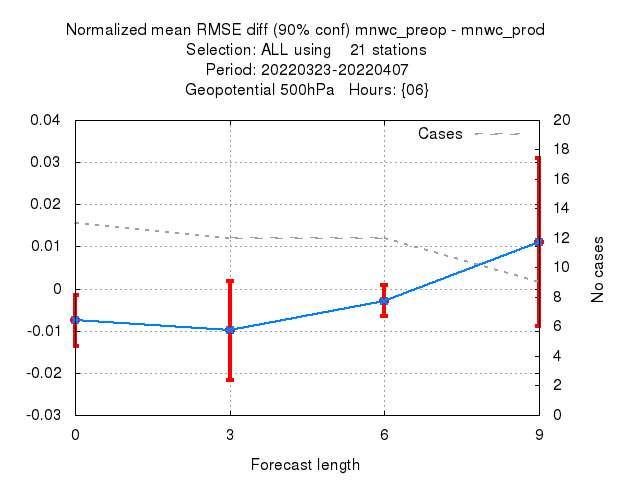 Normalized mean RMSE diff (90% conf) mnwc_preop - mnwc_prod
Selection: ALL using    21 stations
Period: 20220323-20220407
Geopotential 500hPa   Hours: {06}
Cases
0.04
0.03
0.02
0.01
0
-0.01
-0.02
-0.03
20
18
16
14
12
10
8
6
4
2
0
No cases
0 3 6 9
Forecast length